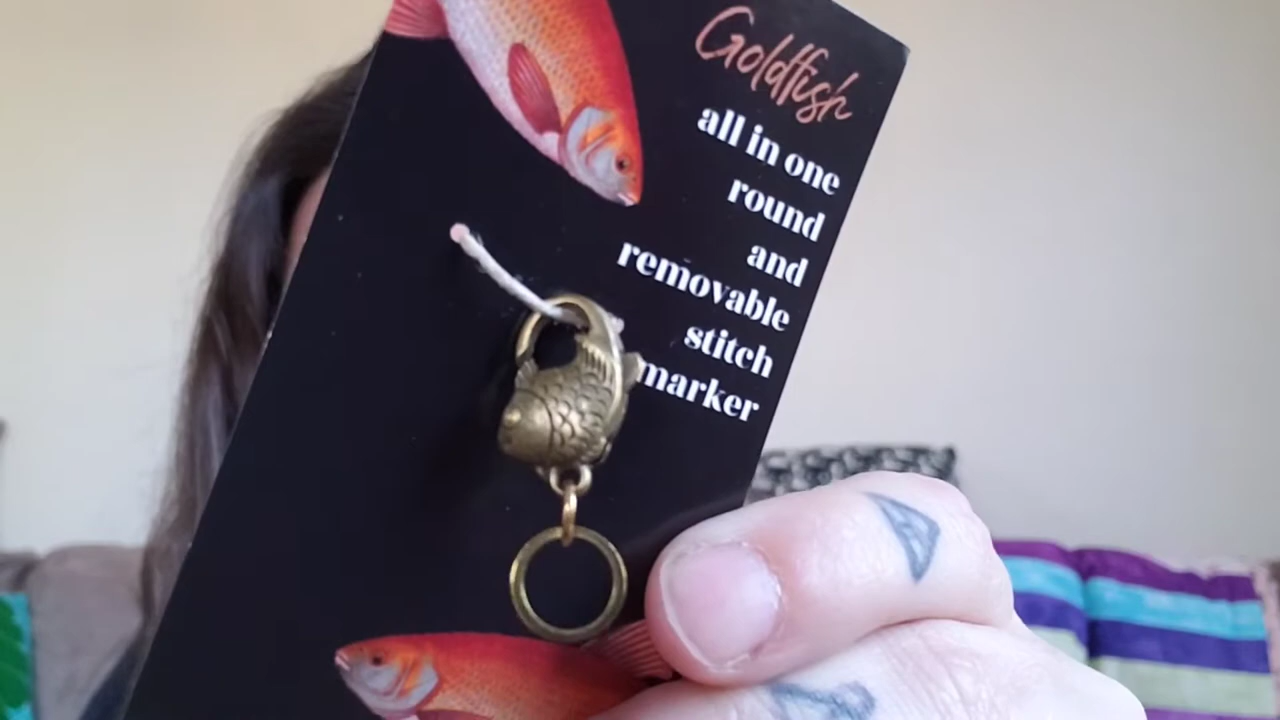 Goldfish
all in one
round
and
removable
stitch
marker